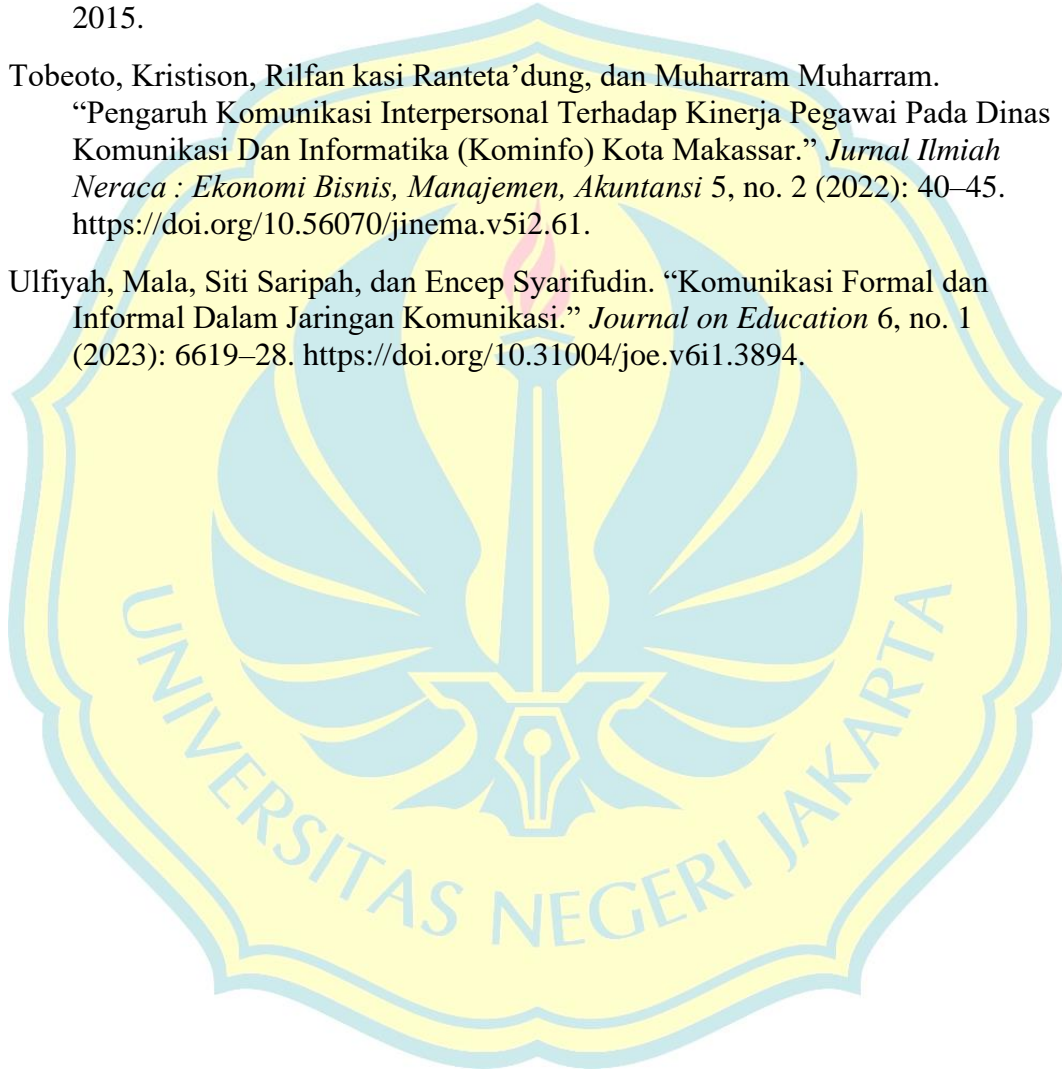 2015.
Tobeoto, Kristison, Rilfan kasi Ranteta’dung, dan Muharram Muharram.
“Pengaruh Komunikasi Interpersonal Terhadap Kinerja Pegawai Pada Dinas
Komunikasi Dan Informatika (Kominfo) Kota Makassar.” Jurnal Ilmiah
Neraca : Ekonomi Bisnis, Manajemen, Akuntansi 5, no. 2 (2022): 40–45.
https://doi.org/10.56070/jinema.v5i2.61.
Ulfiyah, Mala, Siti Saripah, dan Encep Syarifudin. “Komunikasi Formal dan
Informal Dalam Jaringan Komunikasi.” Journal on Education 6, no. 1
(2023): 6619–28. https://doi.org/10.31004/joe.v6i1.3894.
UNIVERSITAS NEGERI JAKARTA